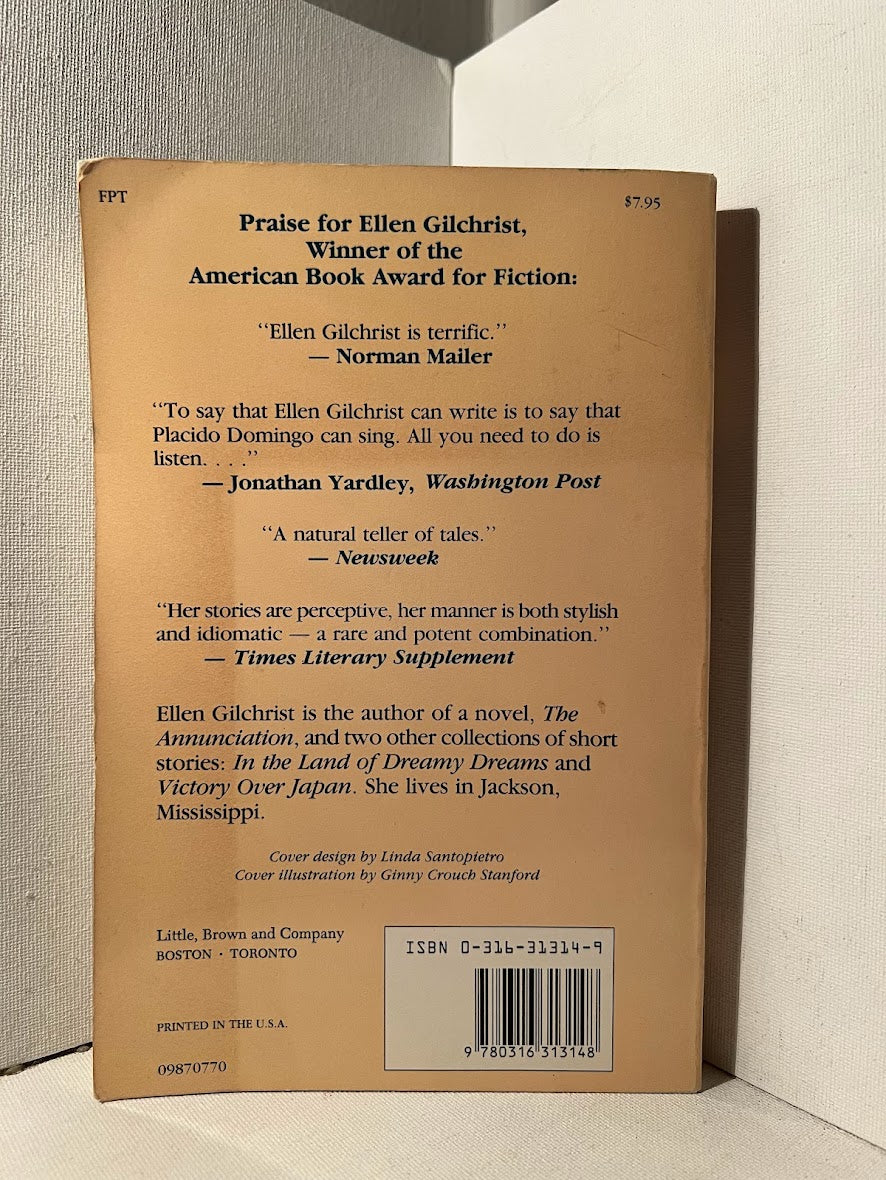 FPT
$7.95
Praise for Ellen Gilchrist,
Winner of the
American Book Award for Fiction:
‘‘Ellen Gilchrist is terrific.’’
— Norman Mailer
‘‘To say that Ellen Gilchrist can write is to say that
Placido Domingo can sing. All you need to do is
listen. . . .’’
— Jonathan Yardley, Washington Post
‘‘A natural teller of tales.’’
— Newsweek
‘‘Her stories are perceptive, her manner is both stylish
and idiomatic — a rare and potent combination.’’
— Times Literary Supplement
Ellen Gilchrist is the author of a novel, The
Annunciation, and two other collections of short
stories: In the Land of Dreamy Dreams and
Victory Over Japan. She lives in Jackson,
Mississippi.
Cover design by Linda Santopietro
Cover illustration by Ginny Crouch Stanford
Little, Brown and Company
BOSTON · TORONTO
PRINTED IN THE U.S.A.
09870770
ISBN 0-316-31314-9
9 780316 313148